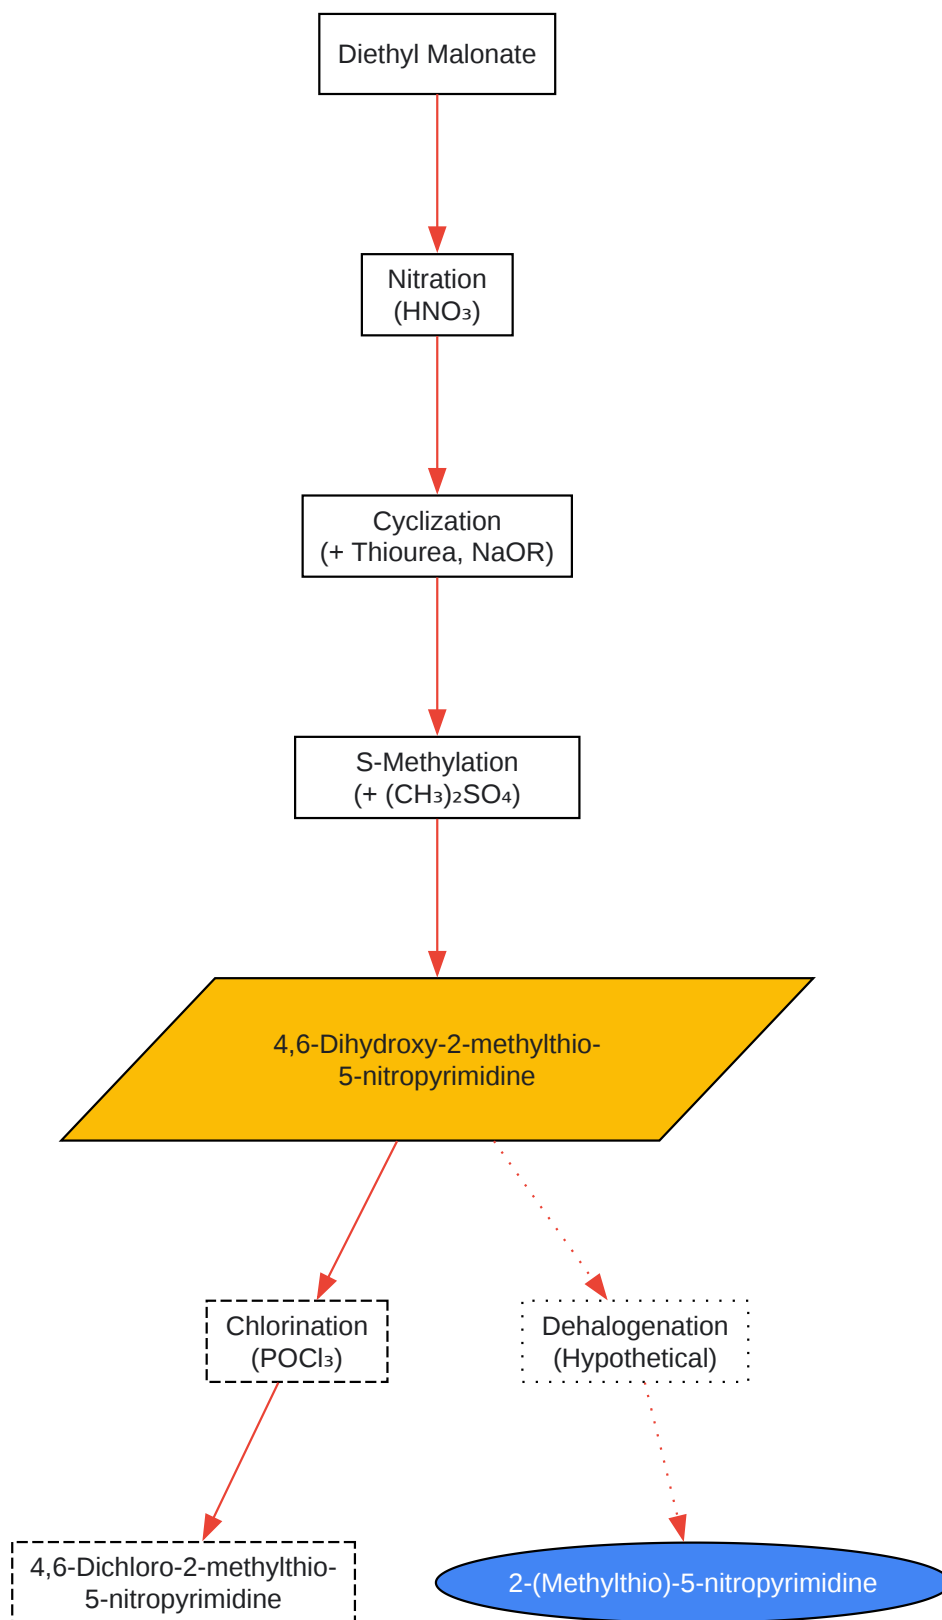 Diethyl Malonate
Nitration
(HNO₃)
Cyclization
(+ Thiourea, NaOR)
S-Methylation
(+ (CH₃)₂SO₄)
4,6-Dihydroxy-2-methylthio-
5-nitropyrimidine
Chlorination
(POCl₃)
Dehalogenation
(Hypothetical)
4,6-Dichloro-2-methylthio-
5-nitropyrimidine
2-(Methylthio)-5-nitropyrimidine